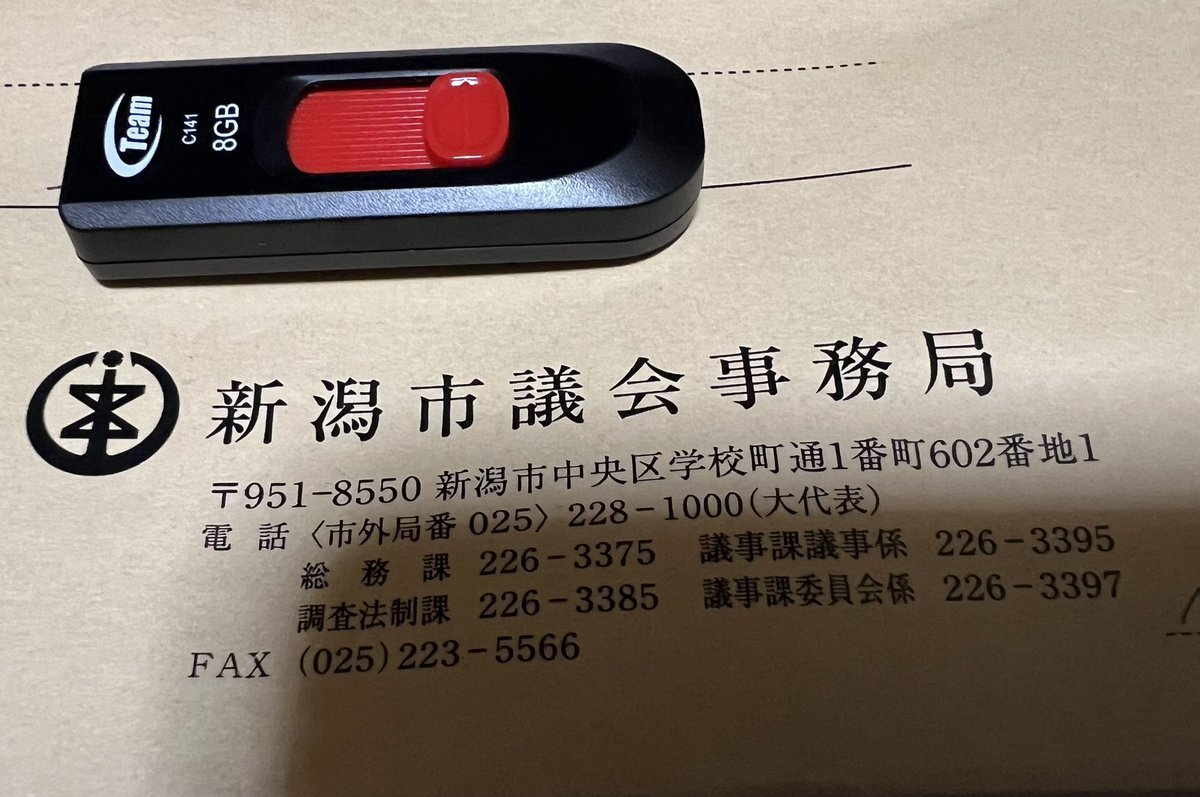 Team
C141
8GB
新潟市議会事務局
〒951-8550 新潟市中央区学校町通1番町602番地1
電話〈市外局番 025〉228-1000(大代表)
総務課 226-3375 議事課議事係 226-3395
調査法制課 226-3385 議事課委員会係 226-3397
FAX (025)223-5566